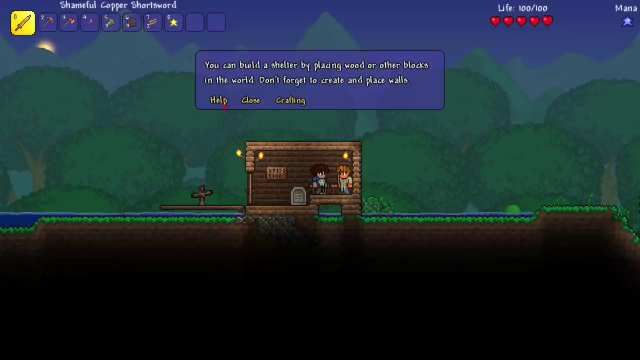 Shameful Copper Shortsword
Life: 100/100
Mana
You can build a shelter by placing wood or other blocks
in the world. Don't forget to create and place walls.
Help Close Crafting